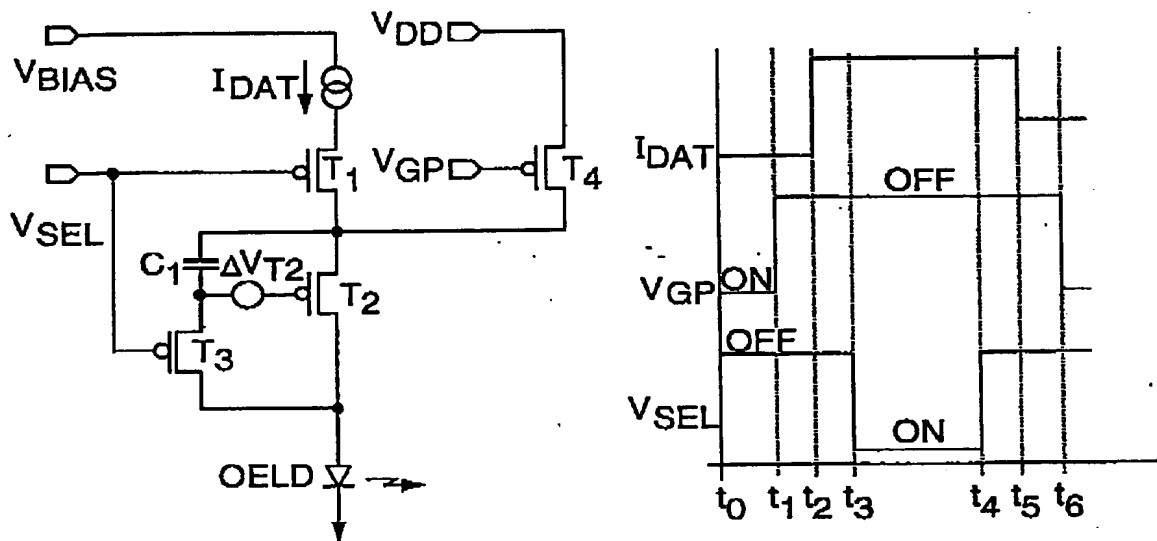 VBIAS
IDAT
VDD
VSEL
T1
VGP
T4
C1
ΔVT2
T2
T3
OELD
IDAT
OFF
VGP
ON
OFF
VSEL
ON
t0 t1 t2 t3 t4 t5 t6